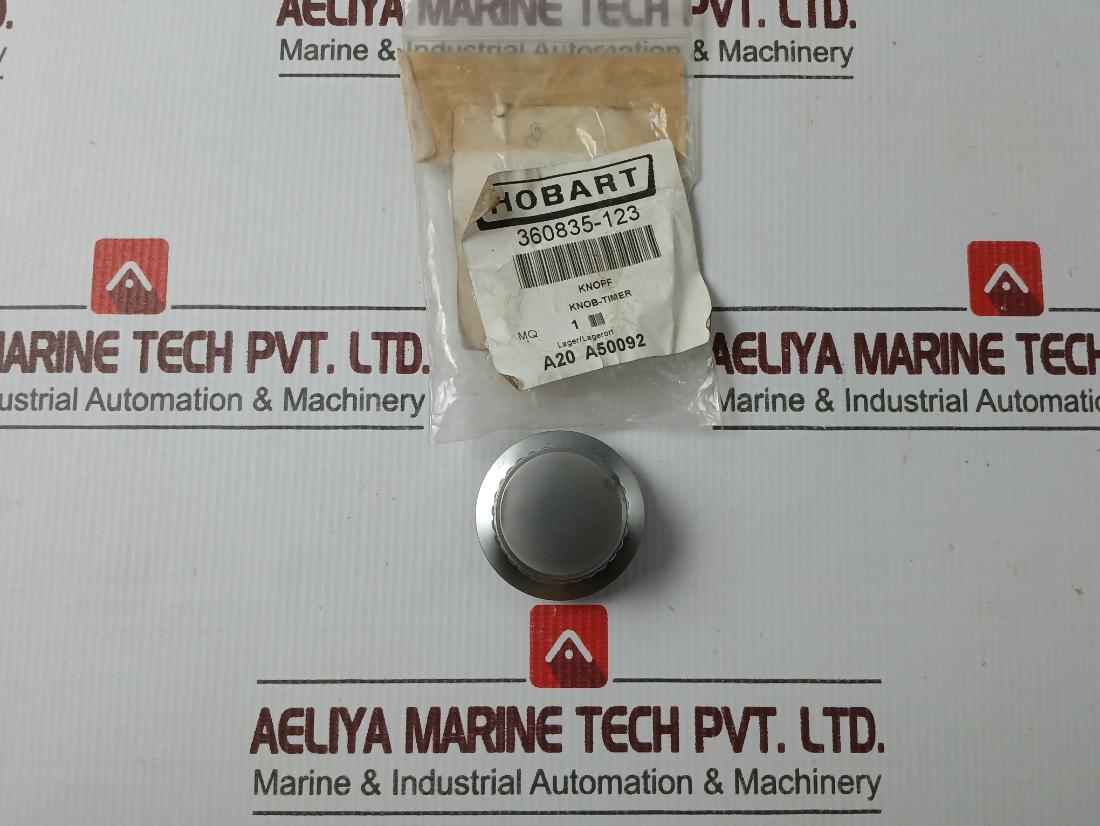 D.
AELIYA MARINE TECH PVT. LTD.
Marine & Industrial Automation & Machinery
HOBART
360835-123
KNOPF
KNOB-TIMER
MQ 1
Lager/Lagerort
A20 A50092
MARINE TECH PVT. LTD.
ustrial Automation & Machinery
AELIYA MARINE TECH
Marine & Industrial Automatio
AELIYA MARINE TECH PVT. LTD.
Marine & Industrial Automation & Machinery